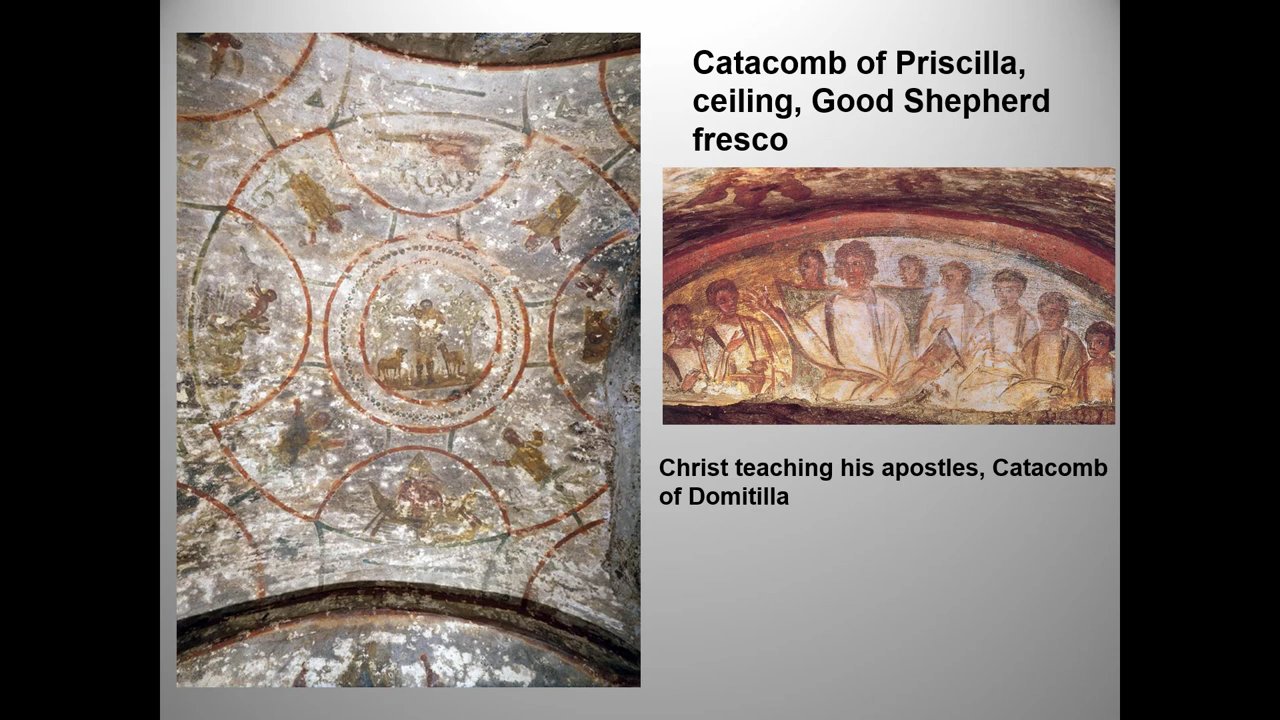 Catacomb of Priscilla,
ceiling, Good Shepherd
fresco
Christ teaching his apostles, Catacomb
of Domitilla